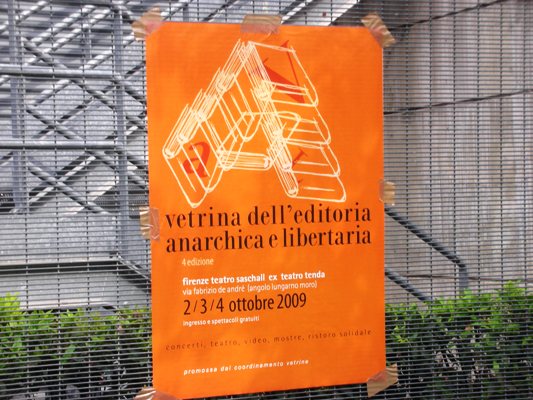 vetrina dell'editoria
anarchica e libertaria
4 edizione
firenze teatro saschall ex teatro tenda
via fabrizio de andrè (angolo lungarno moro)
2/3/4 ottobre 2009
ingresso e spettacoli gratuiti
concerti, teatro, video, mostre, ristoro solidale
promossa dal coordinamento vetrina